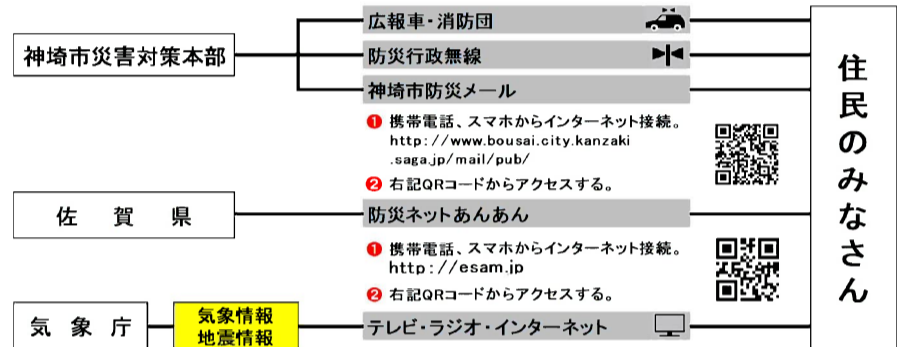 神埼市災害対策本部
広報車・消防団
防災行政無線
神埼市防災メール
❶ 携帯電話、スマホからインターネット接続。
http://www.bousai.city.kanzaki
.saga.jp/mail/pub/
❷ 右記QRコードからアクセスする。
佐賀県
防災ネットあんあん
❶ 携帯電話、スマホからインターネット接続。
http://esam.jp
❷ 右記QRコードからアクセスする。
気象庁
気象情報
地震情報
テレビ・ラジオ・インターネット
住民のみなさん